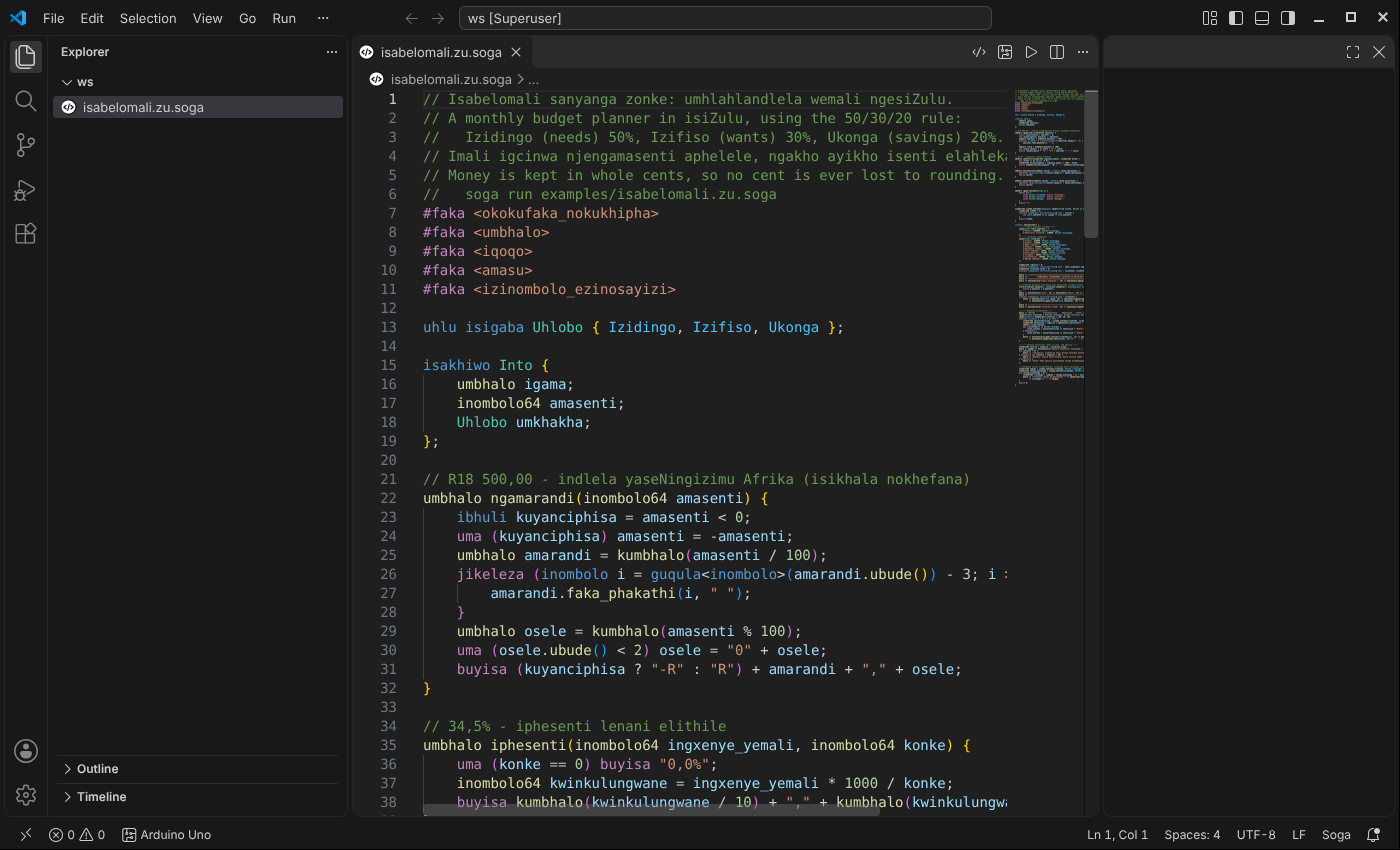 File Edit Selection View Go Run ···
ws [Superuser]
Explorer
ws
isabelomali.zu.soga
Outline
Timeline
isabelomali.zu.soga
isabelomali.zu.soga > ...
1 // Isabelomali sanyanga zonke: umhlahlandlela wemali ngesiZulu.
2 // A monthly budget planner in isiZulu, using the 50/30/20 rule:
3 //   Izidingo (needs) 50%, Izifiso (wants) 30%, Ukonga (savings) 20%.
4 // Imali igcinwa njengamasenti aphelele, ngakho ayikho isenti elahleka
5 // Money is kept in whole cents, so no cent is ever lost to rounding.
6 //   soga run examples/isabelomali.zu.soga
7 #faka <okokufaka_nokukhipha>
8 #faka <umbhalo>
9 #faka <iqoqo>
10 #faka <amasu>
11 #faka <izinombolo_ezinosayizi>
12
13 uhlu isigaba Uhlobo { Izidingo, Izifiso, Ukonga };
14
15 isakhiwo Into {
16     umbhalo igama;
17     inombolo64 amasenti;
18     Uhlobo umkhakha;
19 };
20
21 // R18 500,00 - indlela yaseNingizimu Afrika (isikhala nokhefana)
22 umbhalo ngamarandi(inombolo64 amasenti) {
23     ibhuli kuyanciphisa = amasenti < 0;
24     uma (kuyanciphisa) amasenti = -amasenti;
25     umbhalo amarandi = kumbhalo(amasenti / 100);
26     jikeleza (inombolo i = guqula<inombolo>(amarandi.ubude()) - 3; i >
27         amarandi.faka_phakathi(i, " ");
28     }
29     umbhalo osele = kumbhalo(amasenti % 100);
30     uma (osele.ubude() < 2) osele = "0" + osele;
31     buyisa (kuyanciphisa ? "-R" : "R") + amarandi + "," + osele;
32 }
33
34 // 34,5% - iphesenti lenani elithile
35 umbhalo iphesenti(inombolo64 ingxenye_yemali, inombolo64 konke) {
36     uma (konke == 0) buyisa "0,0%";
37     inombolo64 kwinkulungwane = ingxenye_yemali * 1000 / konke;
38     buyisa kumbhalo(kwinkulungwane / 10) + "," + kumbhalo(kwinkulungwa
0 0 Arduino Uno
Ln 1, Col 1 Spaces: 4 UTF-8 LF Soga